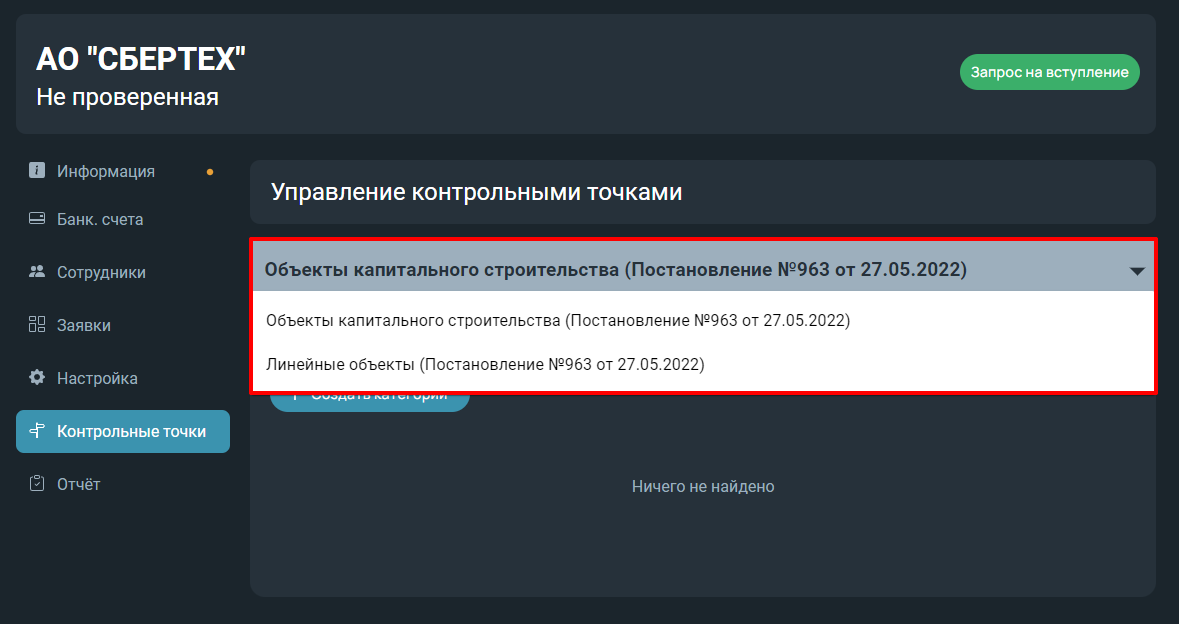 АО "СБЕРТЕХ"
Не проверенная
Запрос на вступление
Информация
Банк. счета
Сотрудники
Заявки
Настройка
Контрольные точки
Отчёт
Управление контрольными точками
Объекты капитального строительства (Постановление №963 от 27.05.2022)
Объекты капитального строительства (Постановление №963 от 27.05.2022)
Линейные объекты (Постановление №963 от 27.05.2022)
Создать категории
Ничего не найдено